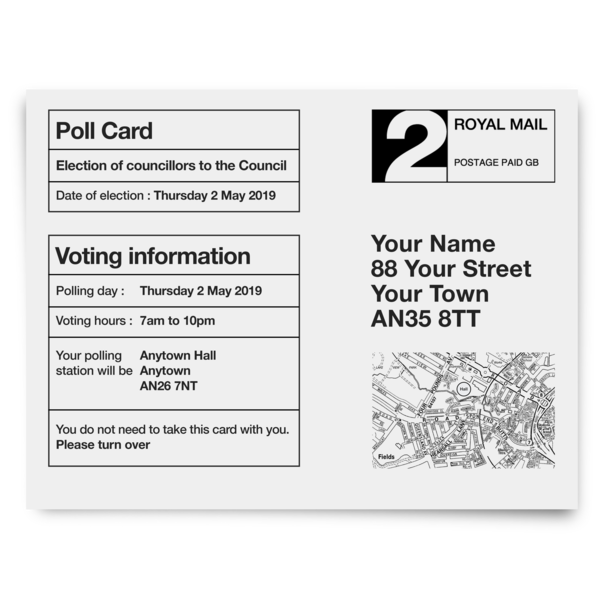 Poll Card
Election of councillors to the Council
Date of election : Thursday 2 May 2019
2
ROYAL MAIL
POSTAGE PAID GB
Voting information
Polling day : Thursday 2 May 2019
Voting hours : 7am to 10pm
Your polling station will be
Anytown Hall
Anytown
AN26 7NT
You do not need to take this card with you.
Please turn over
Your Name
88 Your Street
Your Town
AN35 8TT
Fields